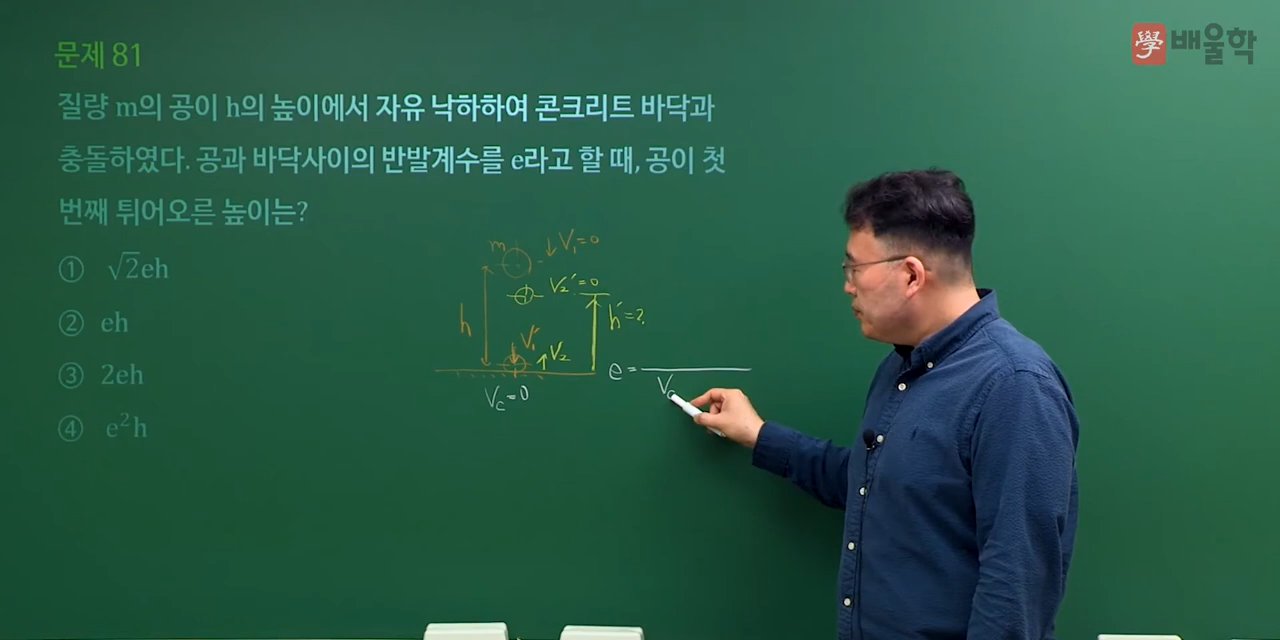 學 배울학
문제 81
질량 m의 공이 h의 높이에서 자유 낙하하여 콘크리트 바닥과
충돌하였다. 공과 바닥사이의 반발계수를 e라고 할 때, 공이 첫
번째 튀어오른 높이는?
① √2eh
② eh
③ 2eh
④ e²h
m V₁=0
V₂′=0
h h′=?
V₁′ V₂
e=
V_C=0 V_C